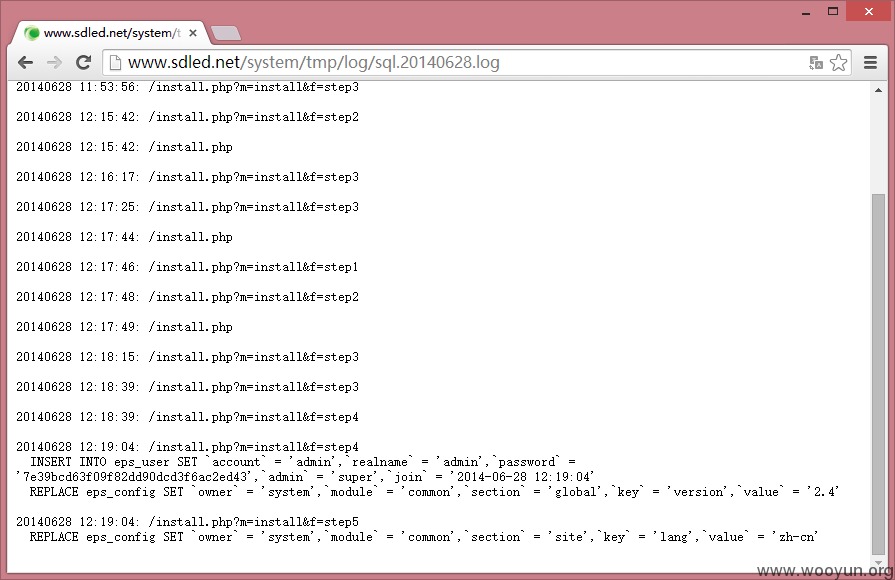 www.sdled.net/system/t
www.sdled.net/system/tmp/log/sql.20140628.log
20140628 11:53:56: /install.php?m=install&f=step3
20140628 12:15:42: /install.php?m=install&f=step2
20140628 12:15:42: /install.php
20140628 12:16:17: /install.php?m=install&f=step3
20140628 12:17:25: /install.php?m=install&f=step3
20140628 12:17:44: /install.php
20140628 12:17:46: /install.php?m=install&f=step1
20140628 12:17:48: /install.php?m=install&f=step2
20140628 12:17:49: /install.php
20140628 12:18:15: /install.php?m=install&f=step3
20140628 12:18:39: /install.php?m=install&f=step3
20140628 12:18:39: /install.php?m=install&f=step4
20140628 12:19:04: /install.php?m=install&f=step4
INSERT INTO eps_user SET `account` = 'admin',`realname` = 'admin',`password` =
'7e39bcd63f09f82dd90dcd3f6ac2ed43',`admin` = 'super',`join` = '2014-06-28 12:19:04'
REPLACE eps_config SET `owner` = 'system',`module` = 'common',`section` = 'global',`key` = 'version',`value` = '2.4'
20140628 12:19:04: /install.php?m=install&f=step5
REPLACE eps_config SET `owner` = 'system',`module` = 'common',`section` = 'site',`key` = 'lang',`value` = 'zh-cn'
www.wooyun.org